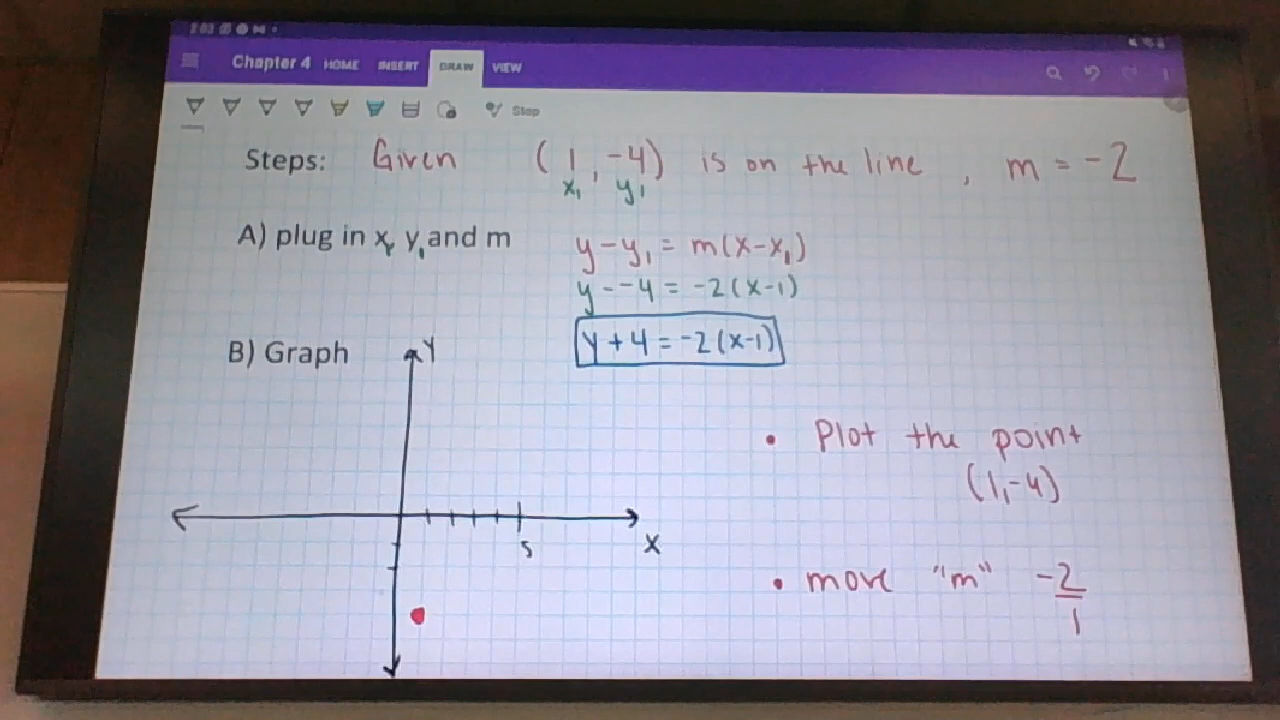 Chapter 4 HOME INSERT DRAW VIEW
Stop
Steps: Given (1, -4) is on the line, m = -2
x₁ y₁
A) plug in x₁, y₁ and m
y-y₁ = m(x-x₁)
y--4 = -2(x-1)
y+4 = -2(x-1)
B) Graph
Y
• Plot the point
(1,-4)
5
X
• move "m" -2/1